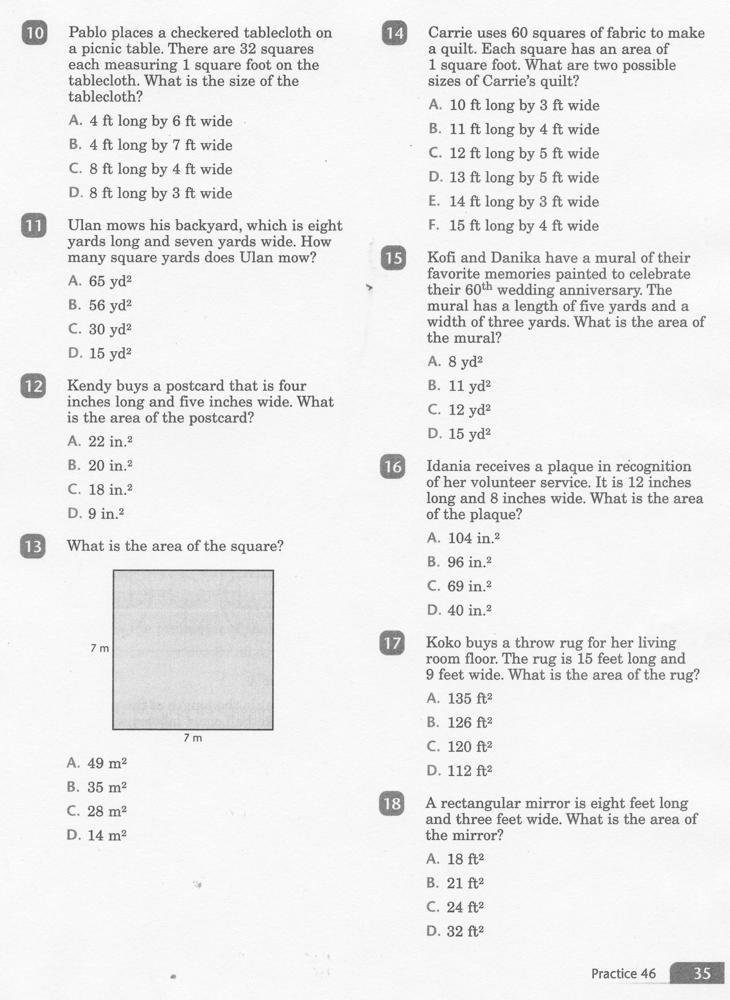 10 Pablo places a checkered tablecloth on
a picnic table. There are 32 squares
each measuring 1 square foot on the
tablecloth. What is the size of the
tablecloth?
A. 4 ft long by 6 ft wide
B. 4 ft long by 7 ft wide
C. 8 ft long by 4 ft wide
D. 8 ft long by 3 ft wide
11 Ulan mows his backyard, which is eight
yards long and seven yards wide. How
many square yards does Ulan mow?
A. 65 yd²
B. 56 yd²
C. 30 yd²
D. 15 yd²
12 Kendy buys a postcard that is four
inches long and five inches wide. What
is the area of the postcard?
A. 22 in.²
B. 20 in.²
C. 18 in.²
D. 9 in.²
13 What is the area of the square?
7 m
7 m
A. 49 m²
B. 35 m²
C. 28 m²
D. 14 m²
14 Carrie uses 60 squares of fabric to make
a quilt. Each square has an area of
1 square foot. What are two possible
sizes of Carrie's quilt?
A. 10 ft long by 3 ft wide
B. 11 ft long by 4 ft wide
C. 12 ft long by 5 ft wide
D. 13 ft long by 5 ft wide
E. 14 ft long by 3 ft wide
F. 15 ft long by 4 ft wide
15 Kofi and Danika have a mural of their
favorite memories painted to celebrate
their 60th wedding anniversary. The
mural has a length of five yards and a
width of three yards. What is the area of
the mural?
A. 8 yd²
B. 11 yd²
C. 12 yd²
D. 15 yd²
16 Idania receives a plaque in recognition
of her volunteer service. It is 12 inches
long and 8 inches wide. What is the area
of the plaque?
A. 104 in.²
B. 96 in.²
C. 69 in.²
D. 40 in.²
17 Koko buys a throw rug for her living
room floor. The rug is 15 feet long and
9 feet wide. What is the area of the rug?
A. 135 ft²
B. 126 ft²
C. 120 ft²
D. 112 ft²
18 A rectangular mirror is eight feet long
and three feet wide. What is the area of
the mirror?
A. 18 ft²
B. 21 ft²
C. 24 ft²
D. 32 ft²
Practice 46 35